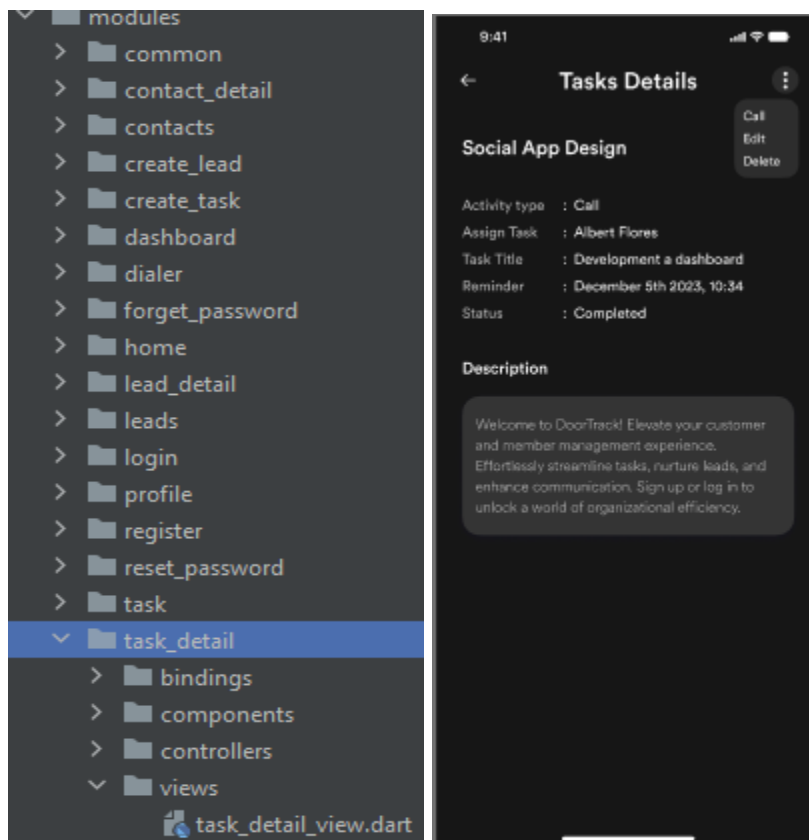 modules
common
contact_detail
contacts
create_lead
create_task
dashboard
dialer
forget_password
home
lead_detail
leads
login
profile
register
reset_password
task
task_detail
bindings
components
controllers
views
task_detail_view.dart
9:41
Tasks Details
Call
Edit
Delete
Social App Design
Activity type : Call
Assign Task : Albert Flores
Task Title : Development a dashboard
Reminder : December 5th 2023, 10:34
Status : Completed
Description
Welcome to DoorTrack! Elevate your customer
and member management experience.
Effortlessly streamline tasks, nurture leads, and
enhance communication. Sign up or log in to
unlock a world of organizational efficiency.